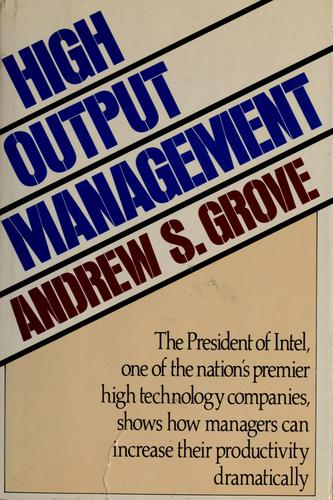 HIGH
OUTPUT
MANAGEMENT
ANDREW S. GROVE
The President of Intel,
one of the nation's premier
high technology companies,
shows how managers can
increase their productivity
dramatically